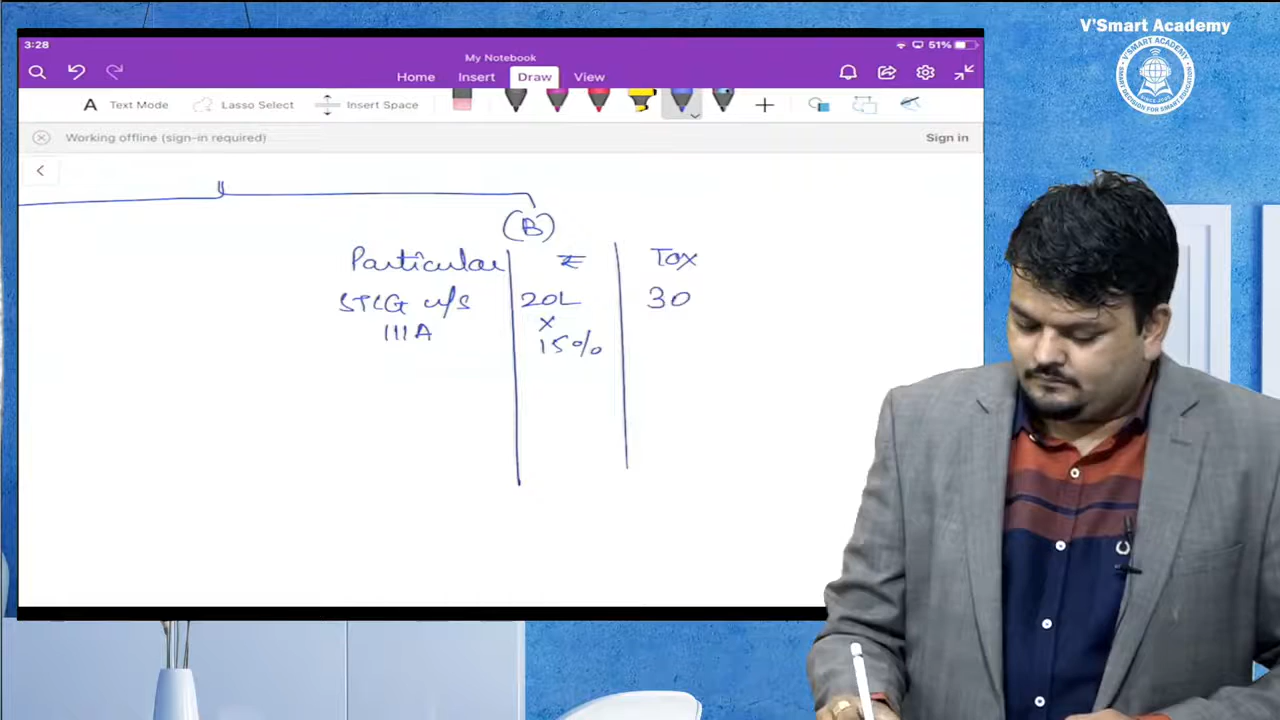 V'Smart Academy
3:28
51%
My Notebook
Home Insert Draw View
Text Mode Lasso Select Insert Space
Working offline (sign-in required) Sign in
(B)
Particular ₹ Tax
STCG u/s 20L 30
111A × 
15%